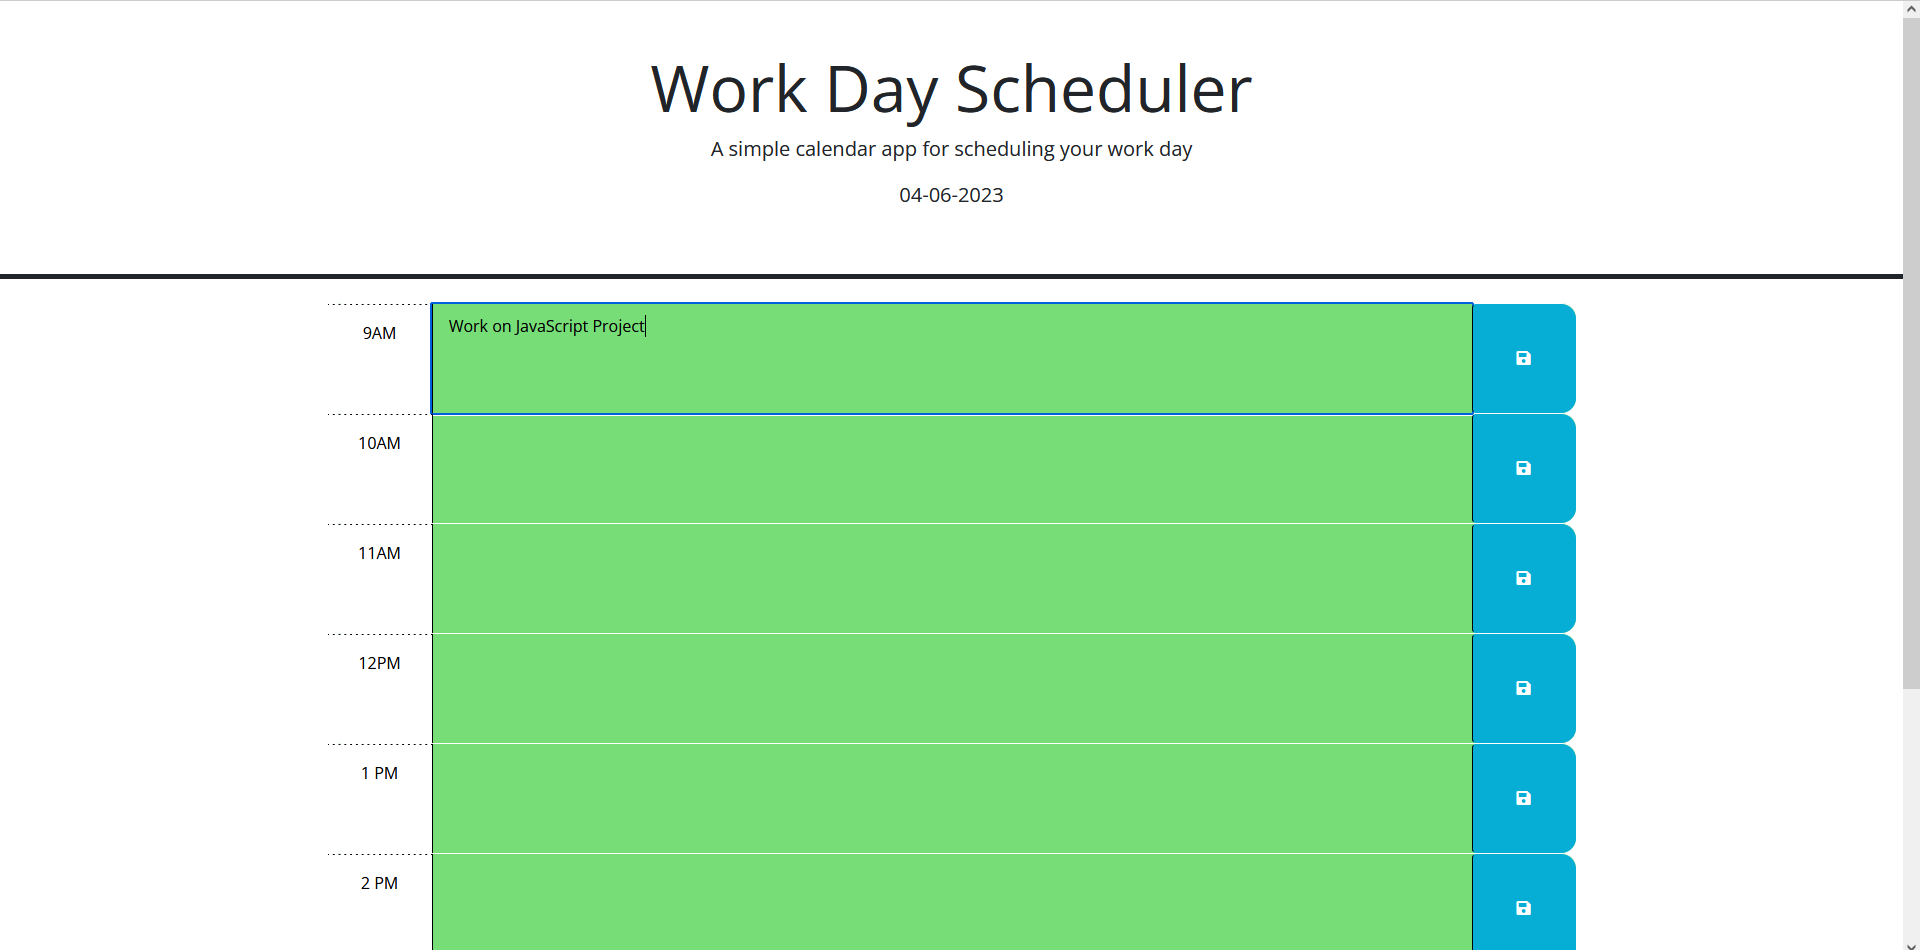 Work Day Scheduler
A simple calendar app for scheduling your work day
04-06-2023
9AM
Work on JavaScript Project
10AM
11AM
12PM
1 PM
2 PM